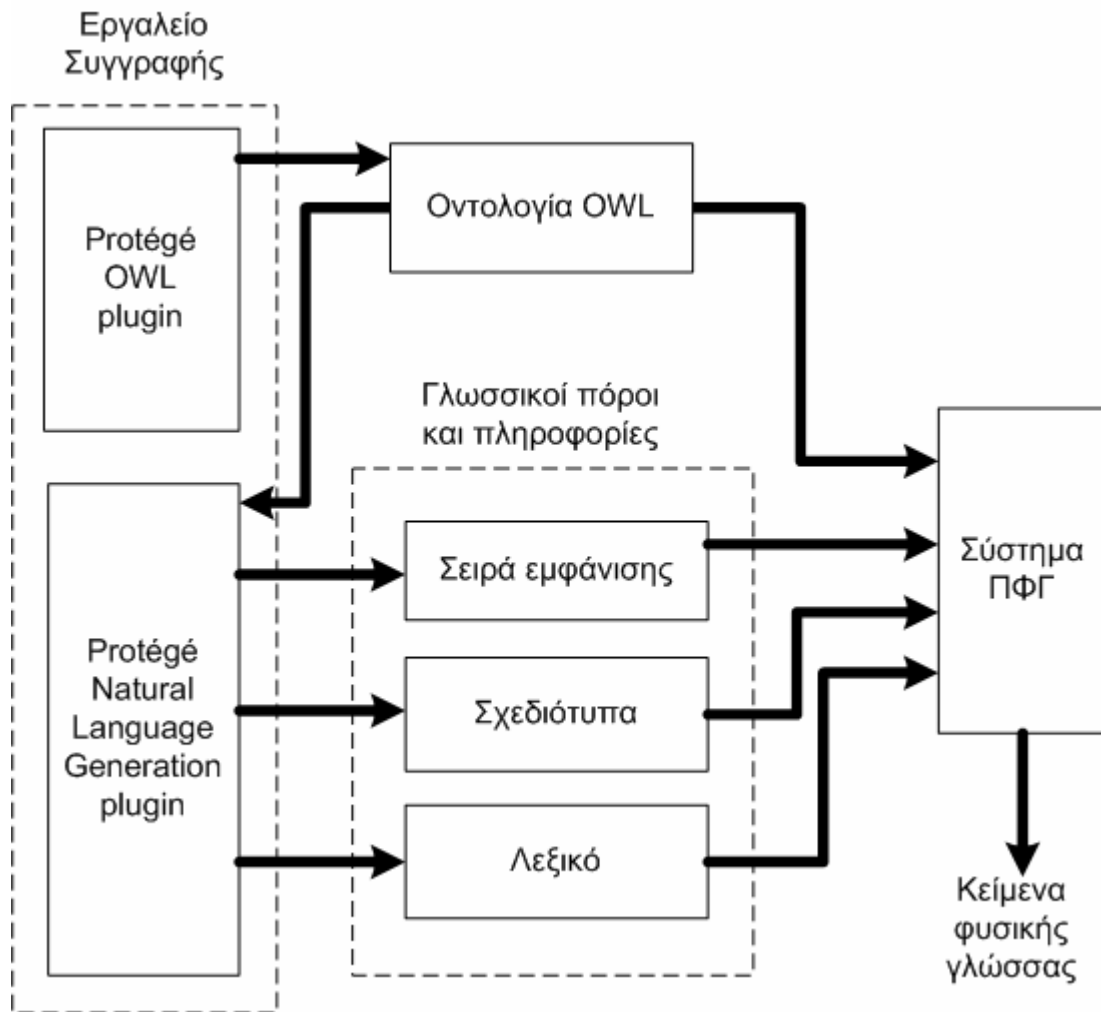 Εργαλείο
Συγγραφής
Protégé
OWL
plugin
Οντολογία OWL
Γλωσσικοί πόροι
και πληροφορίες
Protégé
Natural
Language
Generation
plugin
Σειρά εμφάνισης
Σχεδιότυπα
Λεξικό
Σύστημα
ΠΦΓ
Κείμενα
φυσικής
γλώσσας